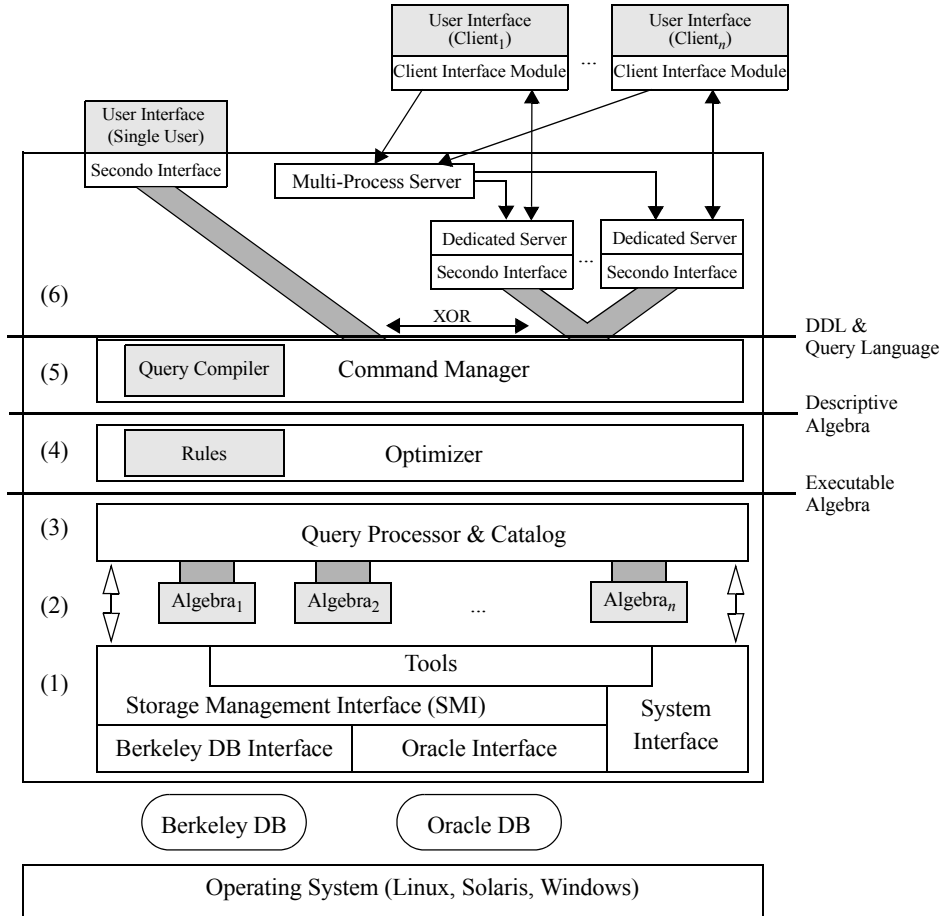 User Interface
(Client1)
Client Interface Module
...
User Interface
(Clientn)
Client Interface Module
User Interface
(Single User)
Secondo Interface
Multi-Process Server
Dedicated Server
Secondo Interface
...
Dedicated Server
Secondo Interface
(6)
XOR
DDL &
Query Language
(5)
Query Compiler
Command Manager
Descriptive
Algebra
(4)
Rules
Optimizer
Executable
Algebra
(3)
Query Processor & Catalog
(2)
Algebra1
Algebra2
...
Algebran
(1)
Tools
Storage Management Interface (SMI)
System
Interface
Berkeley DB Interface
Oracle Interface
Berkeley DB
Oracle DB
Operating System (Linux, Solaris, Windows)